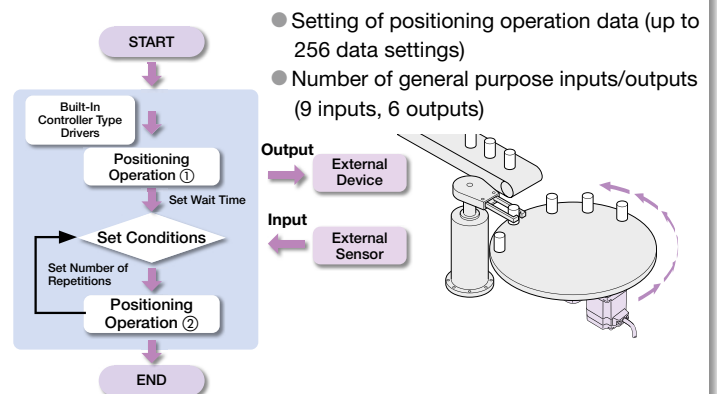 ● Setting of positioning operation data (up to
256 data settings)
● Number of general purpose inputs/outputs
(9 inputs, 6 outputs)
START
Built-In
Controller Type
Drivers
Positioning
Operation ①
Set Wait Time
Set Conditions
Set Number of
Repetitions
Positioning
Operation ②
END
Output
External
Device
Input
External
Sensor